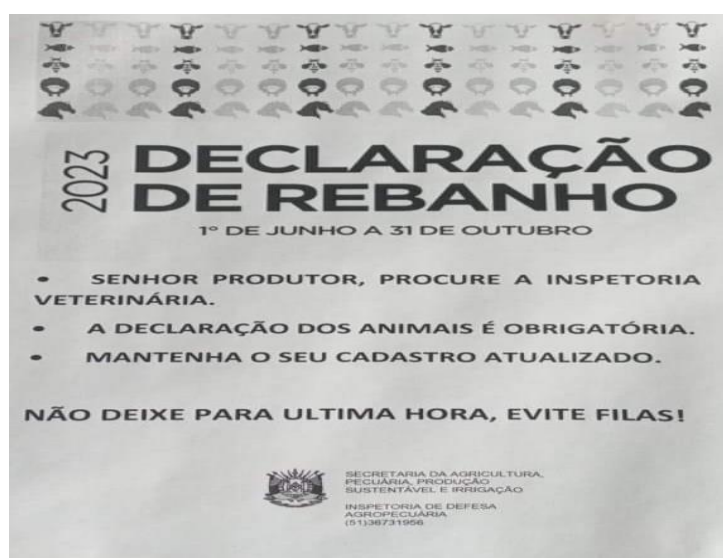 2023
DECLARAÇÃO
DE REBANHO
1º DE JUNHO A 31 DE OUTUBRO
• SENHOR PRODUTOR, PROCURE A INSPETORIA
VETERINÁRIA.
• A DECLARAÇÃO DOS ANIMAIS É OBRIGATÓRIA.
• MANTENHA O SEU CADASTRO ATUALIZADO.
NÃO DEIXE PARA ULTIMA HORA, EVITE FILAS!
SECRETARIA DA AGRICULTURA,
PECUÁRIA, PRODUÇÃO
SUSTENTÁVEL E IRRIGAÇÃO
INSPETORIA DE DEFESA
AGROPECUÁRIA
(51)36731956